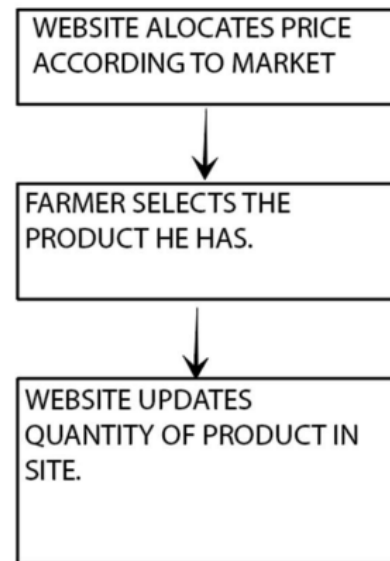 WEBSITE ALOCATES PRICE
ACCORDING TO MARKET
FARMER SELECTS THE
PRODUCT HE HAS.
WEBSITE UPDATES
QUANTITY OF PRODUCT IN
SITE.